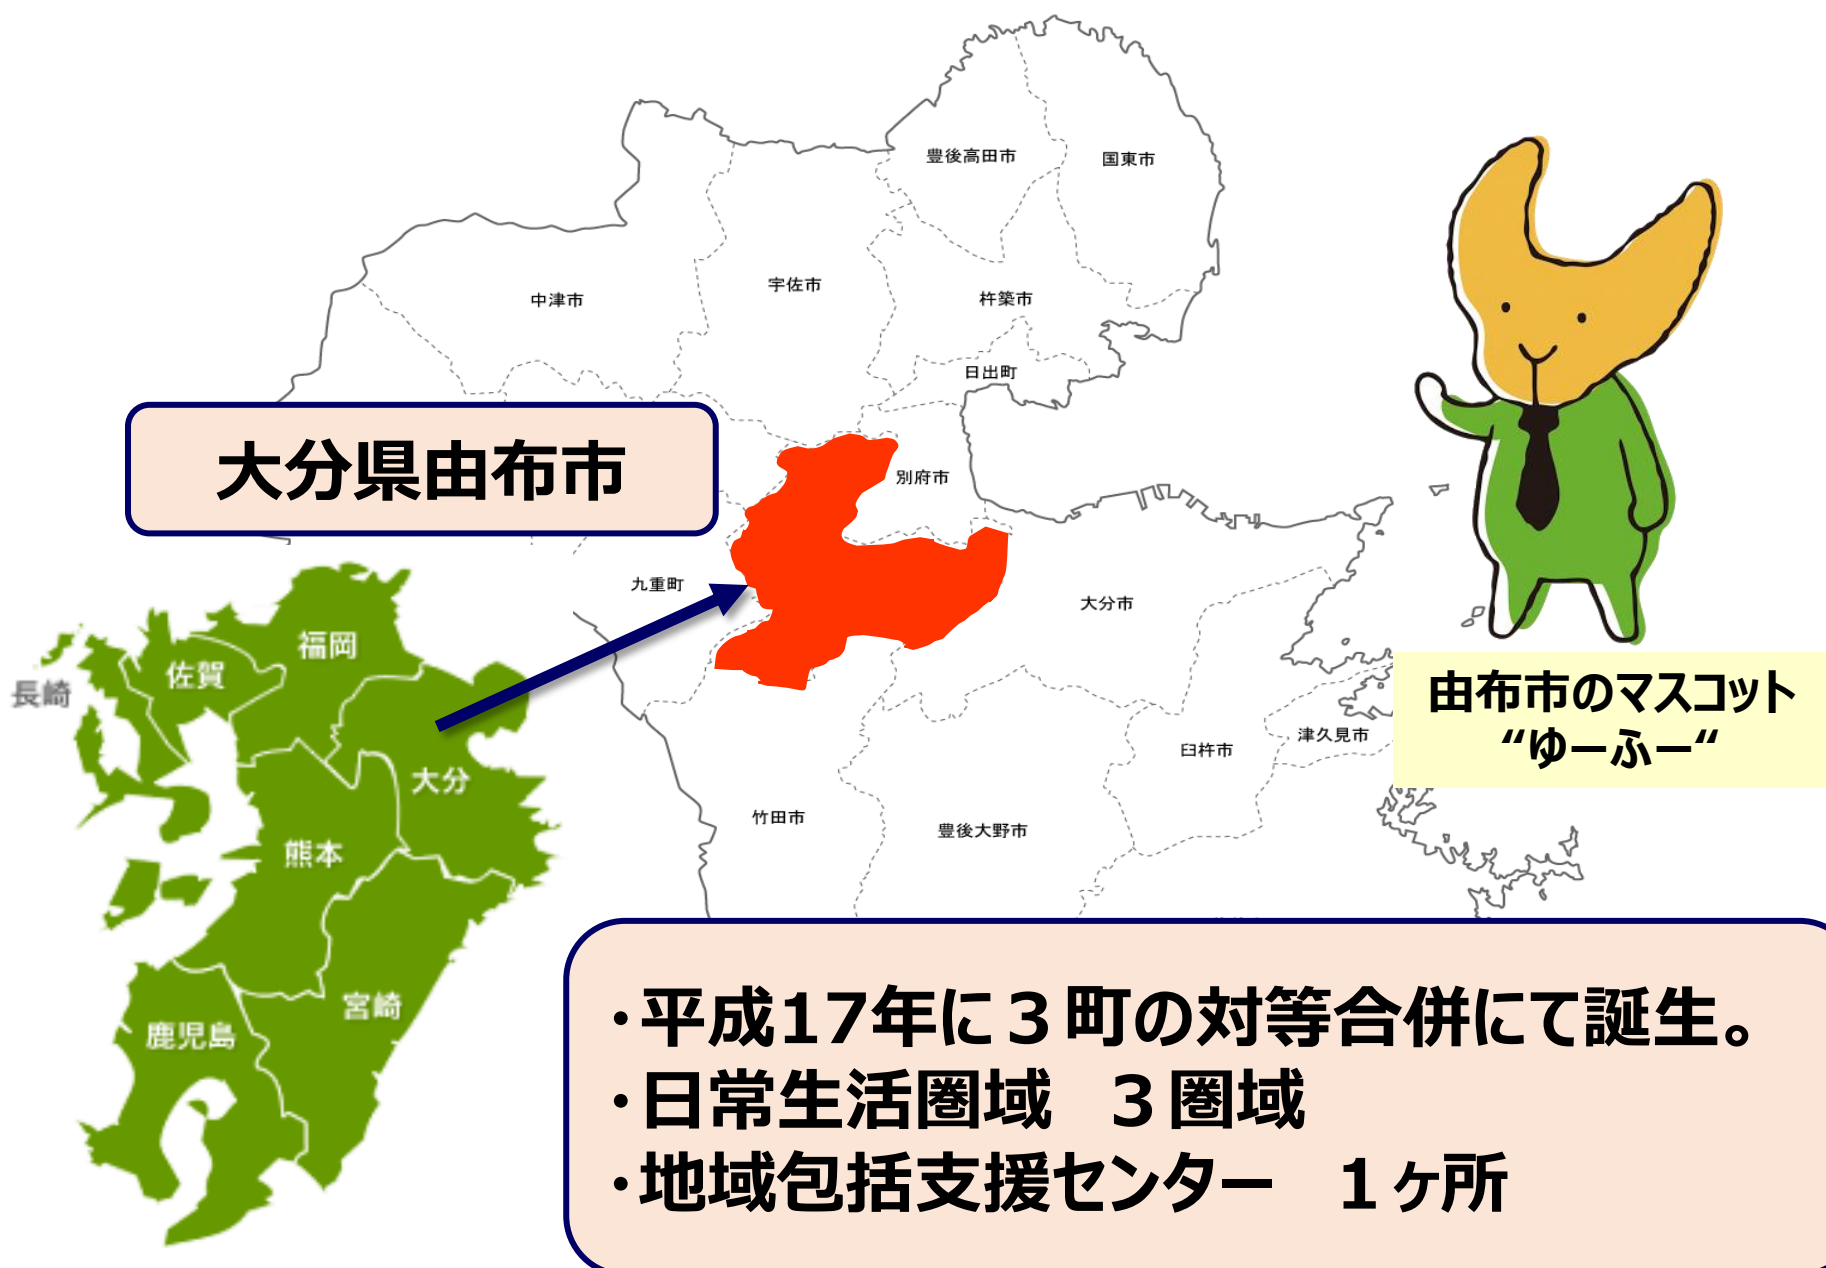 豊後高田市
国東市
中津市
宇佐市
杵築市
日出町
大分県由布市
別府市
九重町
大分市
福岡
佐賀
長崎
大分
熊本
宮崎
鹿児島
由布市のマスコット
“ゆーふー“
津久見市
臼杵市
竹田市
豊後大野市
・平成17年に３町の対等合併にて誕生。
・日常生活圏域　３圏域
・地域包括支援センター　１ヶ所